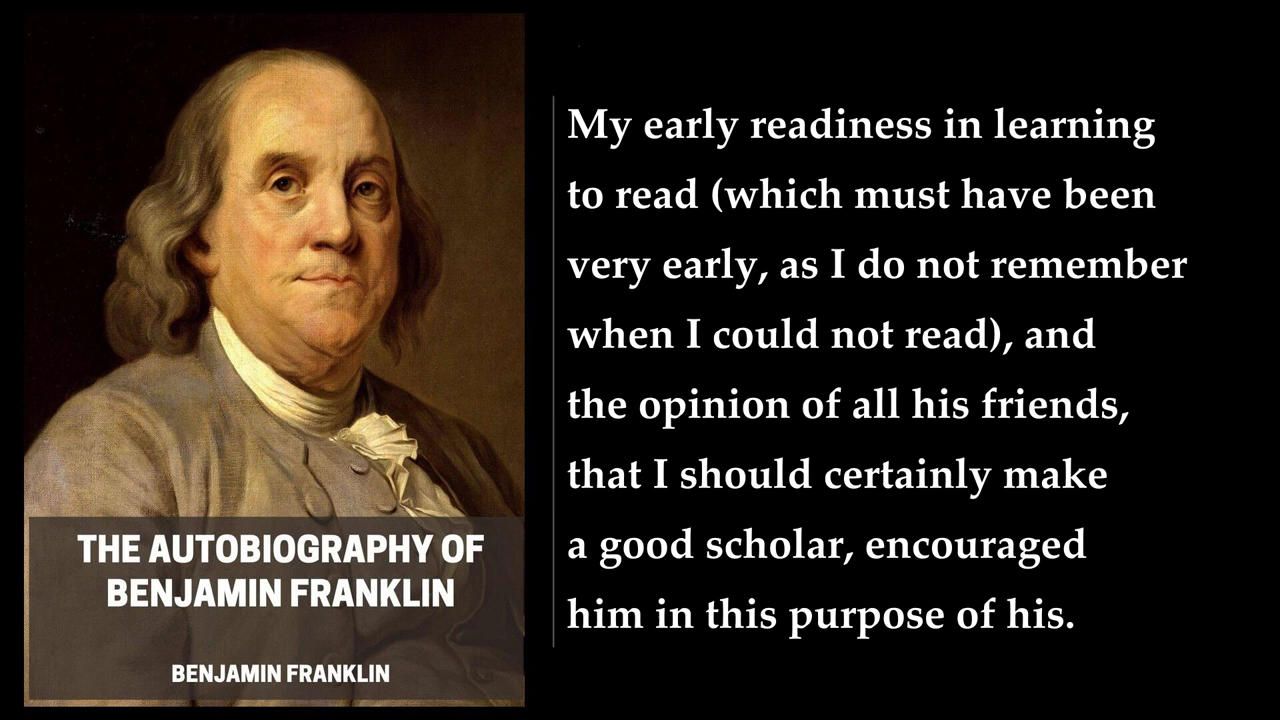 THE AUTOBIOGRAPHY OF
BENJAMIN FRANKLIN
BENJAMIN FRANKLIN
My early readiness in learning
to read (which must have been
very early, as I do not remember
when I could not read), and
the opinion of all his friends,
that I should certainly make
a good scholar, encouraged
him in this purpose of his.